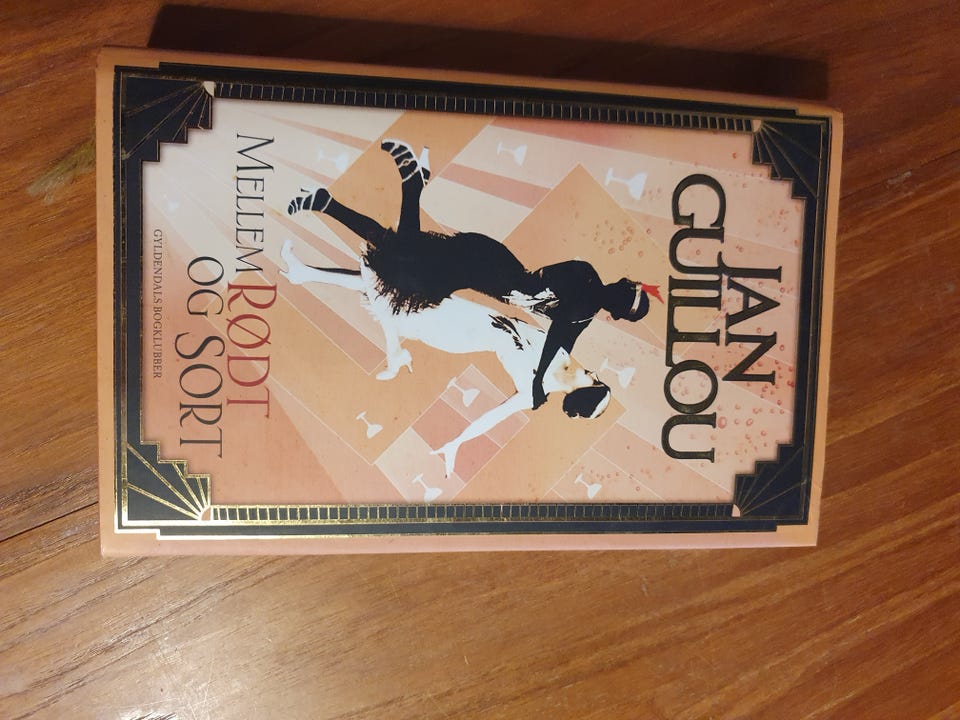 JAN
GUILLOU
MELLEM RØDT
OG SORT
GYLDENDALS BOGKLUBBER